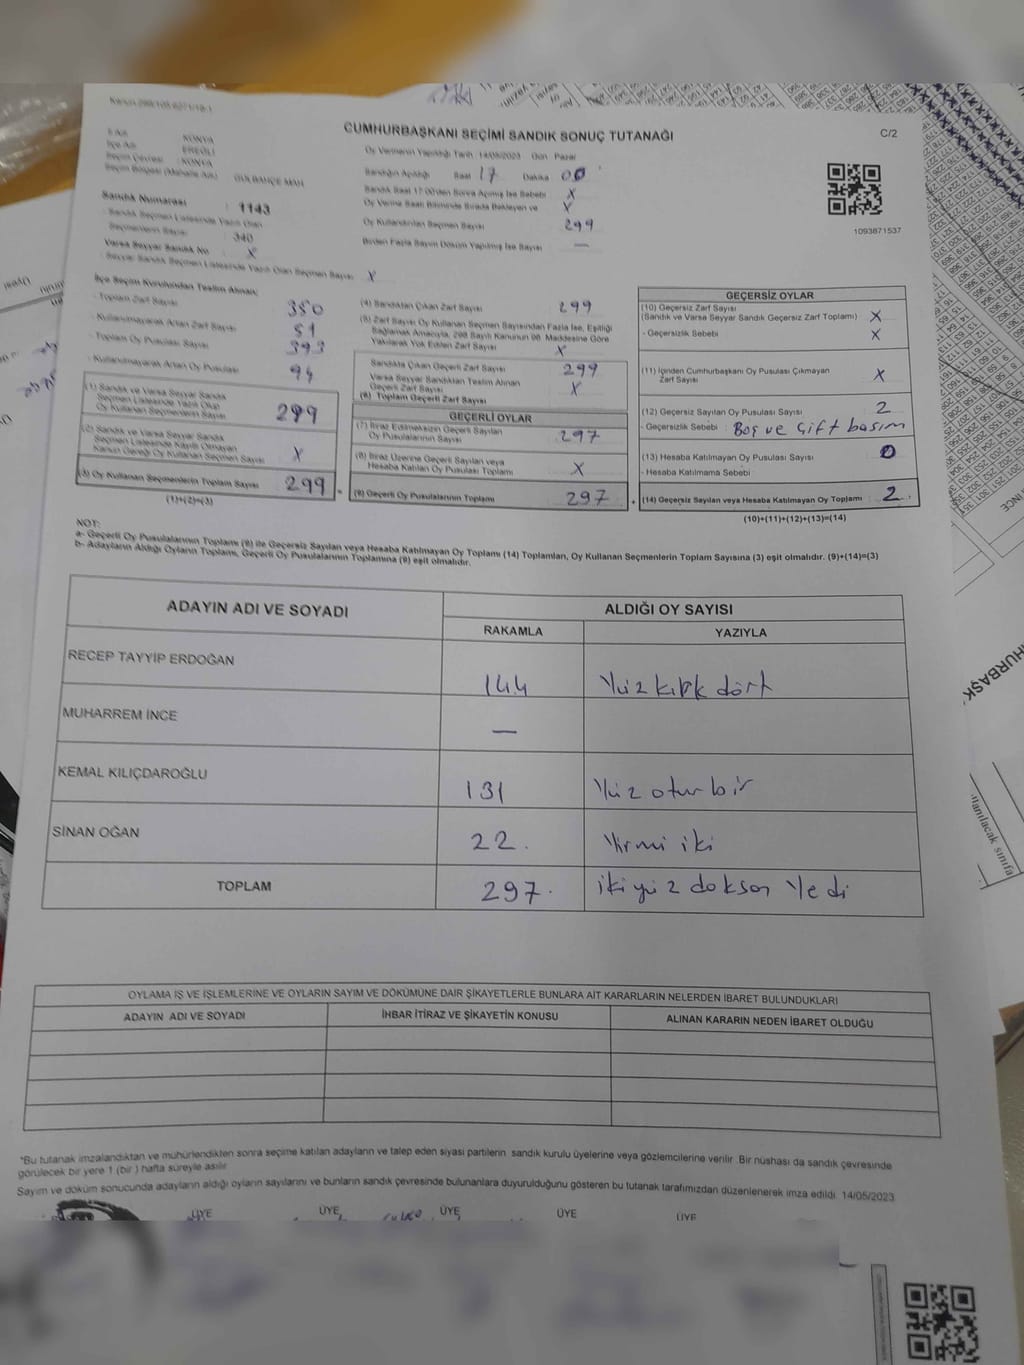 C/2
CUMHURBAŞKANI SEÇİMİ SANDIK SONUÇ TUTANAĞI
İl Adı : KONYA
İlçe Adı : EREĞLİ
Seçim Çevresi : KONYA
Seçim Bölgesi (Mahalle Adı) : GÜLBAHÇE MAH.
Oy Vermenin Yapıldığı Tarih 14/05/2023 Gün Pazar
Sandığın Açıldığı Saat 17 Dakika 00
Sandık Saat 17:00'den Sonra Açılmış İse Sebebi X
Oy Verme Saati Bitiminde Sırada Bekleyen ve X
Oy Kullandırılan Seçmen Sayısı 299
Birden Fazla Sayım Döküm Yapılmış İse Sayısı —
1093871537
Sandık Numarası : 1143
Sandık Seçmen Listesinde Yazılı Olan
Seçmenlerin Sayısı : 340
Varsa Seyyar Sandık No : X
Seyyar Sandık Seçmen Listesinde Yazılı Olan Seçmen Sayısı : X
İlçe Seçim Kurulundan Teslim Alınan;
- Toplam Zarf Sayısı 350
- Kullanılmayarak Artan Zarf Sayısı 51
- Toplam Oy Pusulası Sayısı 393
- Kullanılmayarak Artan Oy Pusulası 94
(1) Sandık ve Varsa Seyyar Sandık
Seçmen Listesinde Yazılı Olup
Oy Kullanan Seçmenlerin Sayısı 299
(2) Sandık ve Varsa Seyyar Sandık
Seçmen Listesinde Kayıtlı Olmayan
Kanun Gereği Oy Kullanan Seçmen Sayısı X
(3) Oy Kullanan Seçmenlerin Toplam Sayısı 299
(1)+(2)=(3)
(4) Sandıktan Çıkan Zarf Sayısı 299
(5) Zarf Sayısı Oy Kullanan Seçmen Sayısından Fazla İse, Eşitliği
Sağlamak Amacıyla, 298 Sayılı Kanunun 98. Maddesine Göre
Yakılarak Yok Edilen Zarf Sayısı X
Sandıkta Çıkan Geçerli Zarf Sayısı 299
Varsa Seyyar Sandıktan Teslim Alınan
Geçerli Zarf Sayısı X
(6) Toplam Geçerli Zarf Sayısı
GEÇERLİ OYLAR
(7) İtiraz Edilmeksizin Geçerli Sayılan
Oy Pusulalarının Sayısı 297
(8) İtiraz Üzerine Geçerli Sayılan veya
Hesaba Katılan Oy Pusulası Toplamı X
(9) Geçerli Oy Pusulalarının Toplamı 297
GEÇERSİZ OYLAR
(10) Geçersiz Zarf Sayısı
(Sandık ve Varsa Seyyar Sandık Geçersiz Zarf Toplamı) X
- Geçersizlik Sebebi X
(11) İçinden Cumhurbaşkanı Oy Pusulası Çıkmayan
Zarf Sayısı X
(12) Geçersiz Sayılan Oy Pusulası Sayısı 2
- Geçersizlik Sebebi : Boş ve Çift basım
(13) Hesaba Katılmayan Oy Pusulası Sayısı 0
- Hesaba Katılmama Sebebi
(14) Geçersiz Sayılan veya Hesaba Katılmayan Oy Toplamı : 2.
(10)+(11)+(12)+(13)=(14)
NOT:
a- Geçerli Oy Pusulalarının Toplamı (9) ile Geçersiz Sayılan veya Hesaba Katılmayan Oy Toplamı (14) Toplamları, Oy Kullanan Seçmenlerin Toplam Sayısına (3) eşit olmalıdır. (9)+(14)=(3)
b- Adayların Aldığı Oyların Toplamı, Geçerli Oy Pusulalarının Toplamına (9) eşit olmalıdır.
ADAYIN ADI VE SOYADI ALDIĞI OY SAYISI
RAKAMLA YAZIYLA
RECEP TAYYİP ERDOĞAN 144 Yüz kırk dört
MUHARREM İNCE —
KEMAL KILIÇDAROĞLU 131 Yüz otur bir
SİNAN OĞAN 22. Yirmi iki
TOPLAM 297. ikiyüz doksan Yedi
OYLAMA İŞ VE İŞLEMLERİNE VE OYLARIN SAYIM VE DÖKÜMÜNE DAİR ŞİKAYETLERLE BUNLARA AİT KARARLARIN NELERDEN İBARET BULUNDUKLARI
ADAYIN ADI VE SOYADI İHBAR İTİRAZ VE ŞİKAYETİN KONUSU ALINAN KARARIN NEDEN İBARET OLDUĞU
*Bu tutanak imzalandıktan ve mühürlendikten sonra seçime katılan adayların ve talep eden siyasi partilerin sandık kurulu üyelerine veya gözlemcilerine verilir .Bir nüshası da sandık çevresinde
görülecek bir yere 1 (bir ) hafta süreyle asılır
Sayım ve döküm sonucunda adayların aldığı oyların sayılarını ve bunların sandık çevresinde bulunanlara duyurulduğunu gösteren bu tutanak tarafımızdan düzenlenerek imza edildi. 14/05/2023
ÜYE ÜYE ÜYE ÜYE ÜYE